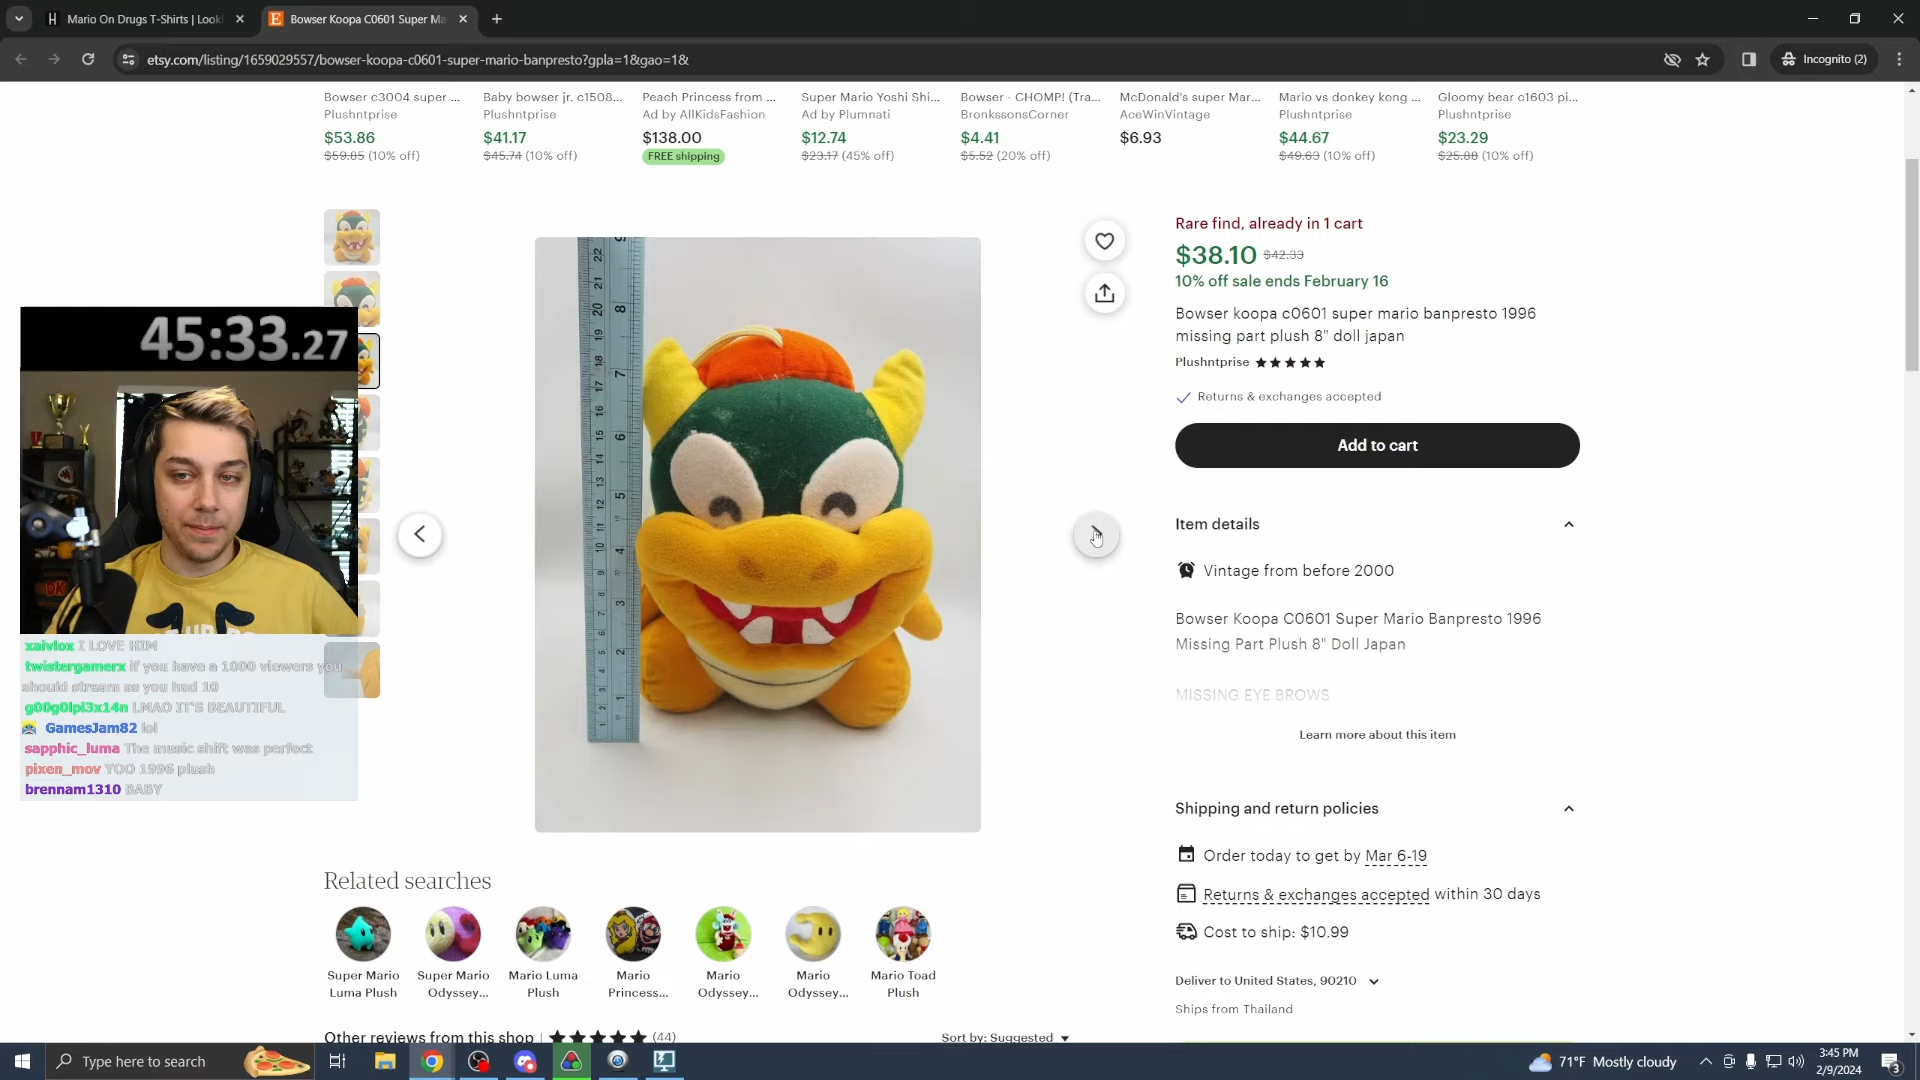 Mario On Drugs T-Shirts | Look
Bowser Koopa C0601 Super Ma
etsy.com/listing/1659029557/bowser-koopa-c0601-super-mario-banpresto?gpla=1&gao=1&
Incognito (2)
Bowser c3004 super ...
Plushntprise
$53.86
$59.85 (10% off)
Baby bowser jr. c1508...
Plushntprise
$41.17
$45.74 (10% off)
Peach Princess from ...
Ad by AllKidsFashion
$138.00
FREE shipping
Super Mario Yoshi Shi...
Ad by Plumnati
$12.74
$23.17 (45% off)
Bowser - CHOMP! (Tra...
BronkssonsCorner
$4.41
$5.52 (20% off)
McDonald's super Mar...
AceWinVintage
$6.93
Mario vs donkey kong ...
Plushntprise
$44.67
$49.63 (10% off)
Gloomy bear c1603 pi...
Plushntprise
$23.29
$25.88 (10% off)
Rare find, already in 1 cart
$38.10 $42.33
10% off sale ends February 16
Bowser koopa c0601 super mario banpresto 1996
missing part plush 8" doll japan
Plushntprise
Returns & exchanges accepted
Add to cart
Item details
Vintage from before 2000
Bowser Koopa C0601 Super Mario Banpresto 1996
Missing Part Plush 8" Doll Japan
MISSING EYE BROWS
Learn more about this item
Shipping and return policies
Order today to get by Mar 6-19
Returns & exchanges accepted within 30 days
Cost to ship: $10.99
Deliver to United States, 90210
Ships from Thailand
45:33.27
DK
xaivlox I LOVE HIM
twistergamerx if you have a 1000 viewers you
should stream as you had 10
g00g0lpl3x14n LMAO IT'S BEAUTIFUL
GamesJam82 lol
sapphic_luma The music shift was perfect
pixen_mov YOO 1996 plush
brennam1310 BABY
Related searches
Super Mario
Luma Plush
Super Mario
Odyssey...
Mario Luma
Plush
Mario
Princess...
Mario
Odyssey...
Mario
Odyssey...
Mario Toad
Plush
Other reviews from this shop | (44)
Sort by: Suggested
Type here to search
71°F Mostly cloudy
3:45 PM
2/9/2024
3